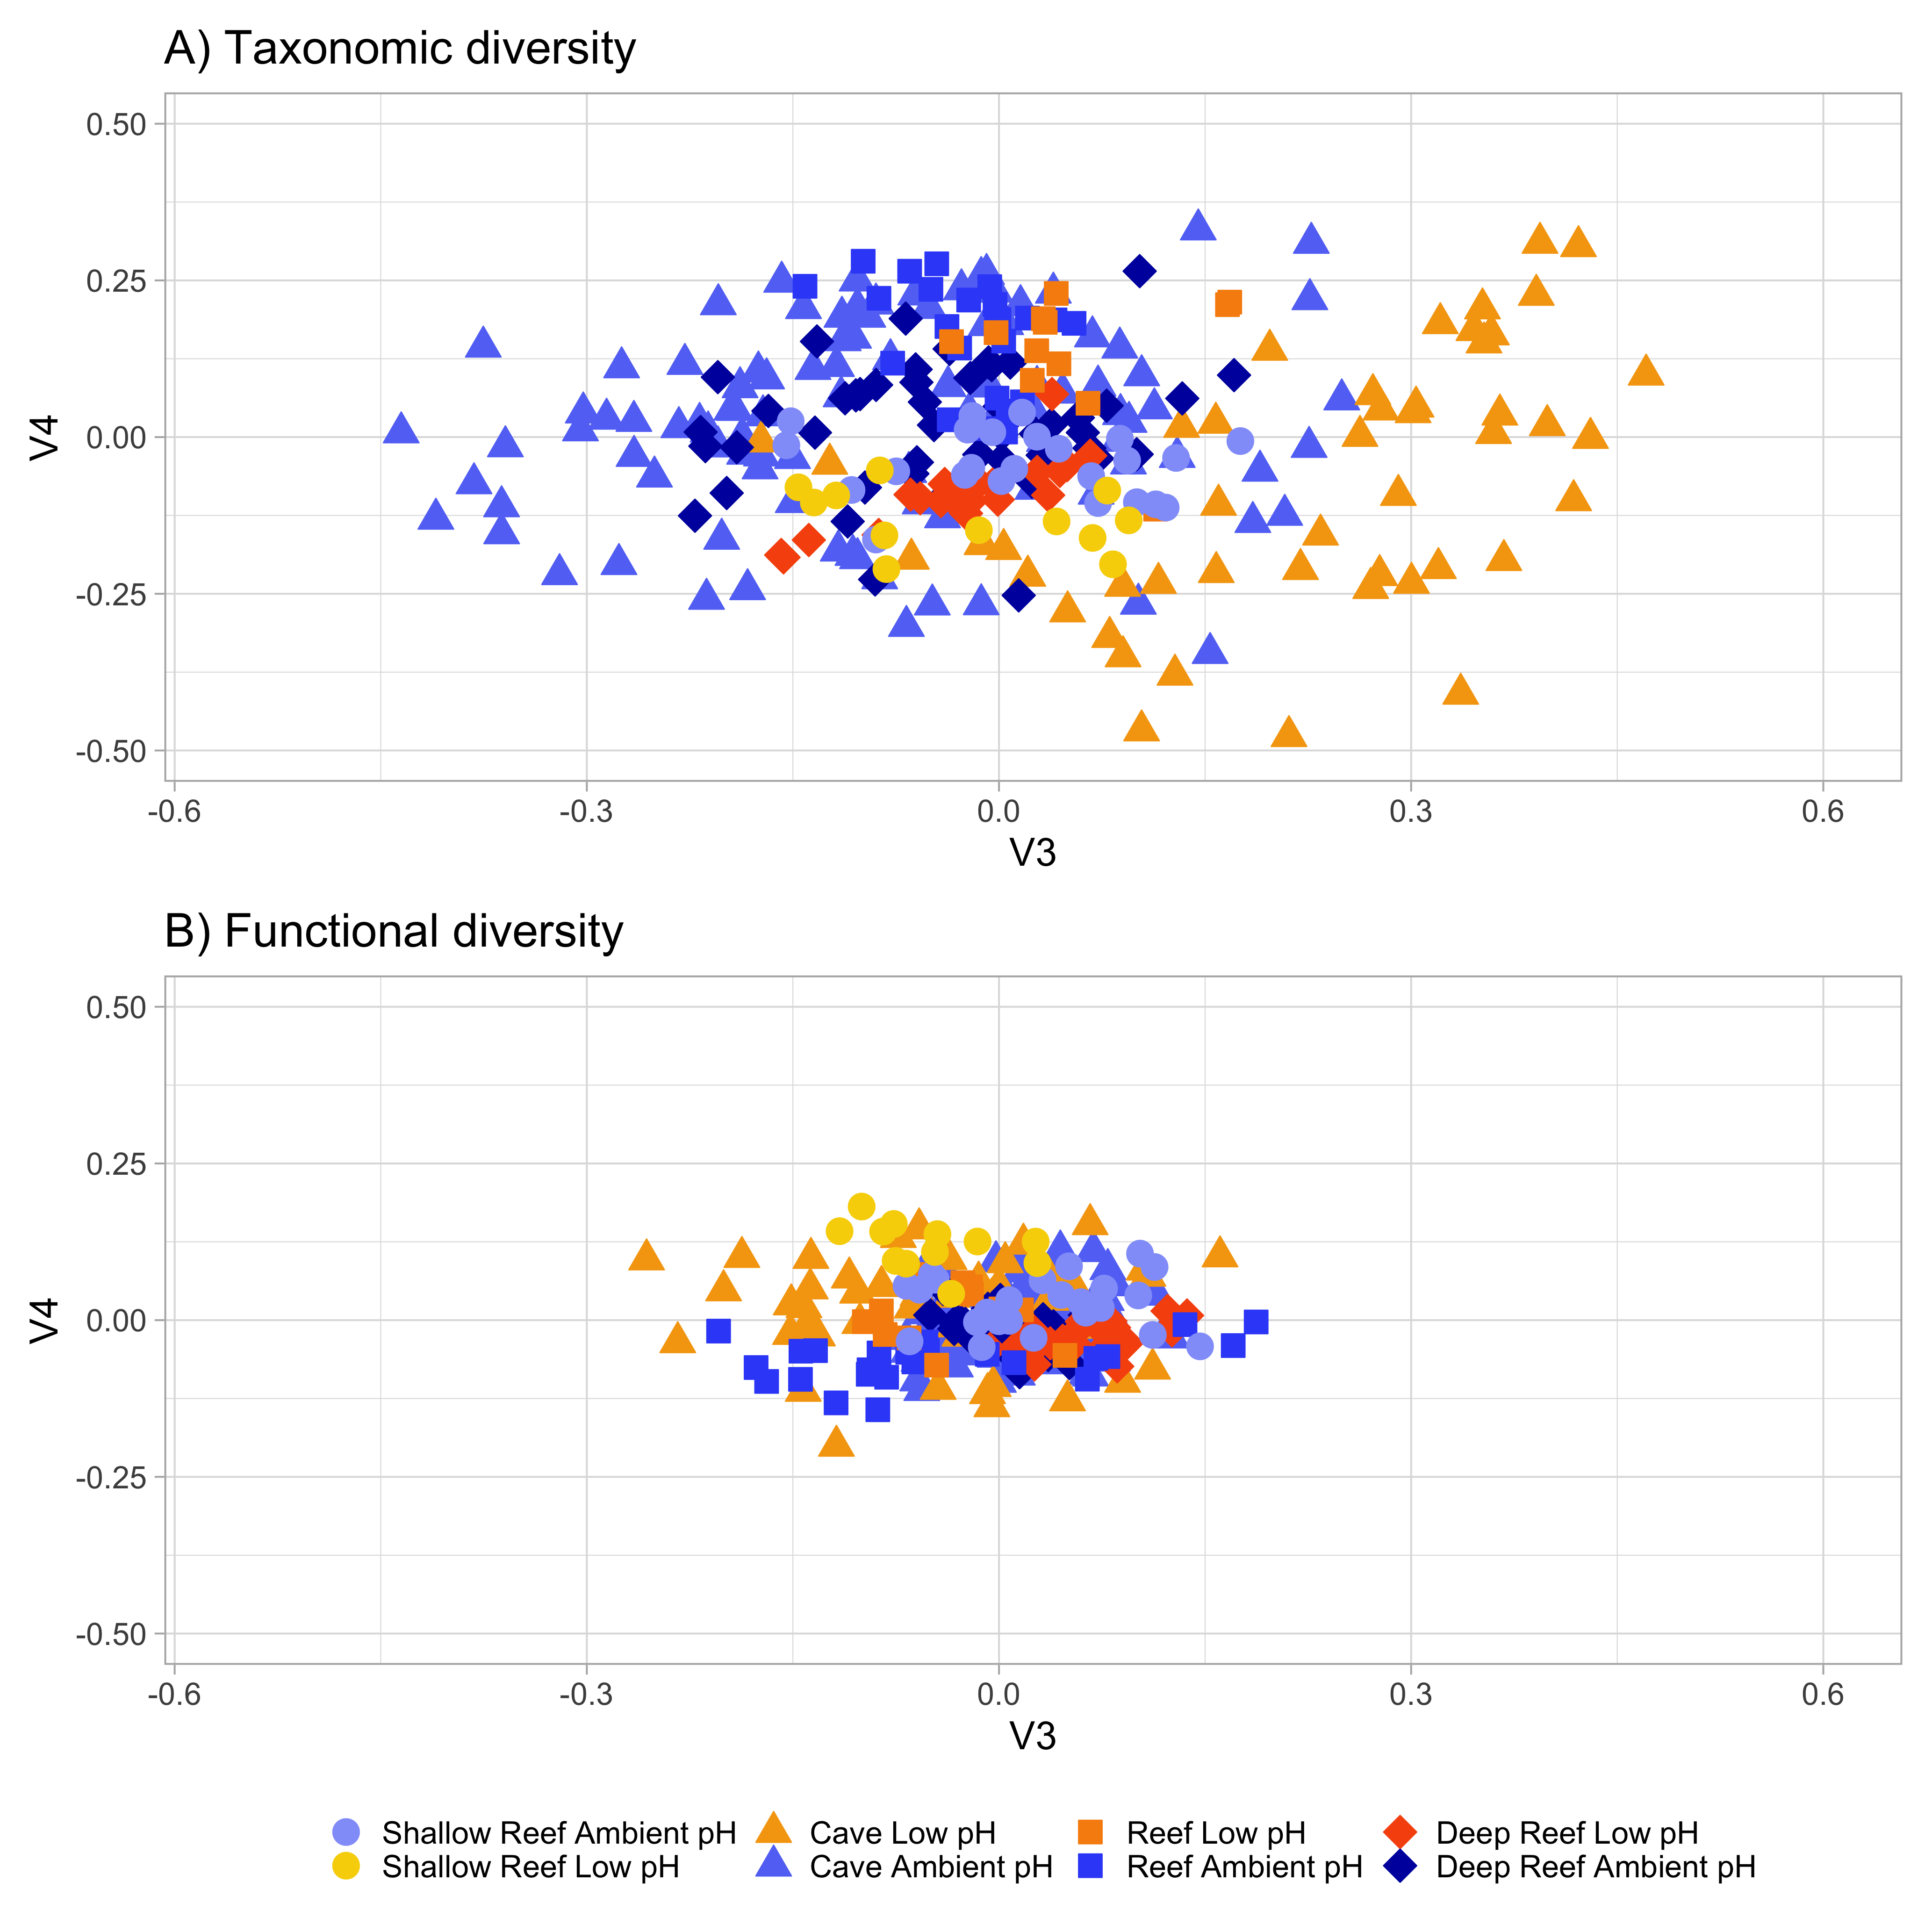 A) Taxonomic diversity
0.50
0.25
0.00
-0.25
-0.50
V4
-0.6 -0.3 0.0 0.3 0.6
V3
B) Functional diversity
0.50
0.25
0.00
-0.25
-0.50
V4
-0.6 -0.3 0.0 0.3 0.6
V3
Shallow Reef Ambient pH Cave Low pH Reef Low pH Deep Reef Low pH
Shallow Reef Low pH Cave Ambient pH Reef Ambient pH Deep Reef Ambient pH